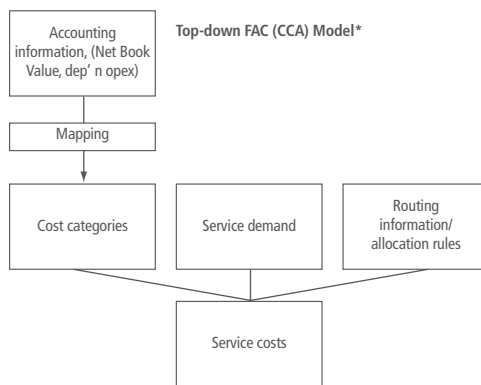 Top-down FAC (CCA) Model*
Accounting
information, (Net Book
Value, dep' n opex)
Mapping
Cost categories
Service demand
Routing
information/
allocation rules
Service costs